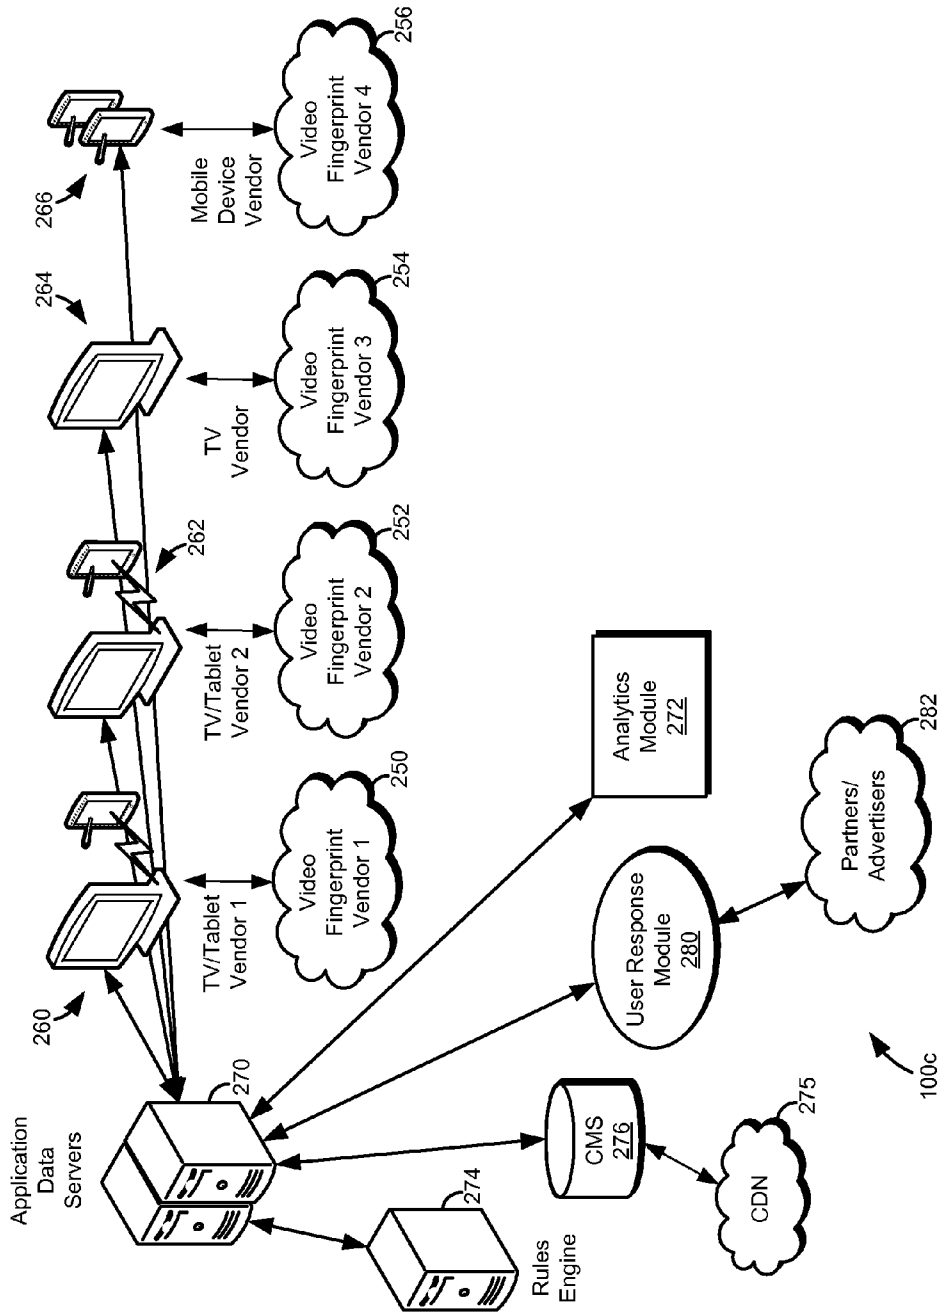 Application
Data
Servers
270
260
262
264
266
TV/Tablet
Vendor 1
TV/Tablet
Vendor 2
TV
Vendor
Mobile
Device
Vendor
Video
Fingerprint
Vendor 1
250
Video
Fingerprint
Vendor 2
252
Video
Fingerprint
Vendor 3
254
Video
Fingerprint
Vendor 4
256
274
Rules
Engine
CMS
276
CDN
275
User Response
Module
280
Analytics
Module
272
Partners/
Advertisers
282
100c